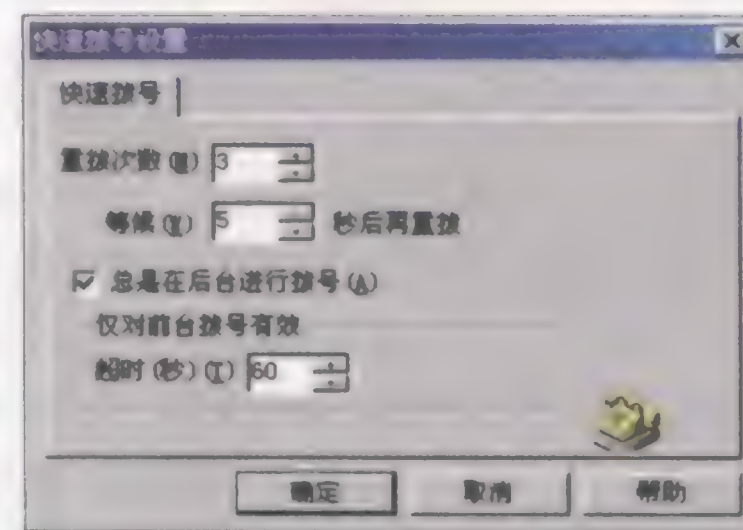 快速拨号设置
快速拨号
重拨次数(N) 3
等候(W) 5 秒后再重拨
总是在后台进行拨号(A)
仅对前台拨号有效
超时(秒)(T) 60
确定 取消 帮助